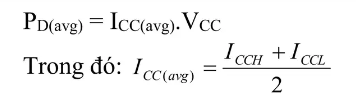 P_D(avg) = I_CC(avg).V_CC
Trong đó: I_CC(avg) = (I_CCH + I_CCL) / 2